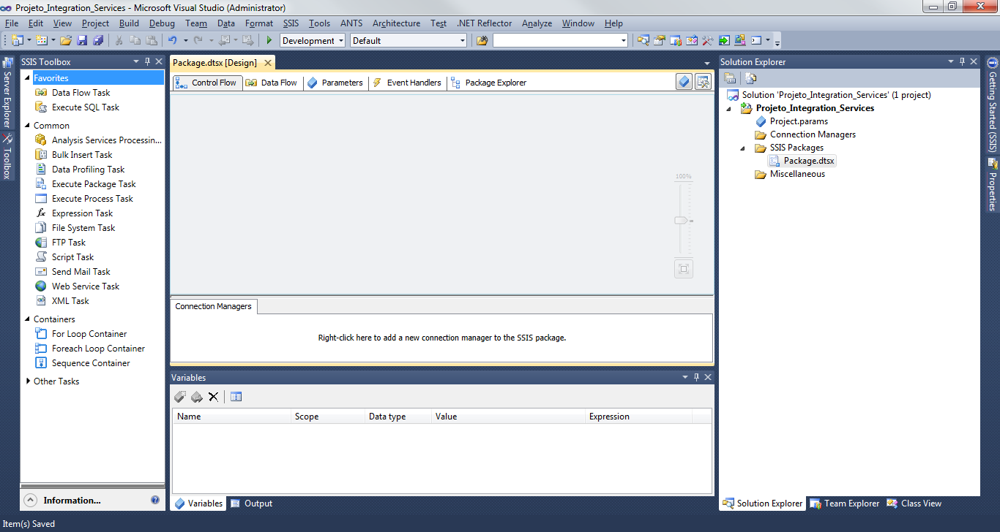 Projeto_Integration_Services - Microsoft Visual Studio (Administrator)
File Edit View Project Build Debug Team Data Format SSIS Tools ANTS Architecture Test .NET Reflector Analyze Window Help
Development Default
Server Explorer
Toolbox
SSIS Toolbox
Favorites
Data Flow Task
Execute SQL Task
Common
Analysis Services Processin...
Bulk Insert Task
Data Profiling Task
Execute Package Task
Execute Process Task
Expression Task
File System Task
FTP Task
Script Task
Send Mail Task
Web Service Task
XML Task
Containers
For Loop Container
Foreach Loop Container
Sequence Container
Other Tasks
Information...
Package.dtsx [Design]
Control Flow Data Flow Parameters Event Handlers Package Explorer
100%
Connection Managers
Right-click here to add a new connection manager to the SSIS package.
Variables
Name Scope Data type Value Expression
Variables Output
Solution Explorer
Solution 'Projeto_Integration_Services' (1 project)
Projeto_Integration_Services
Project.params
Connection Managers
SSIS Packages
Package.dtsx
Miscellaneous
Solution Explorer Team Explorer Class View
Getting Started (SSIS)
Properties
Item(s) Saved